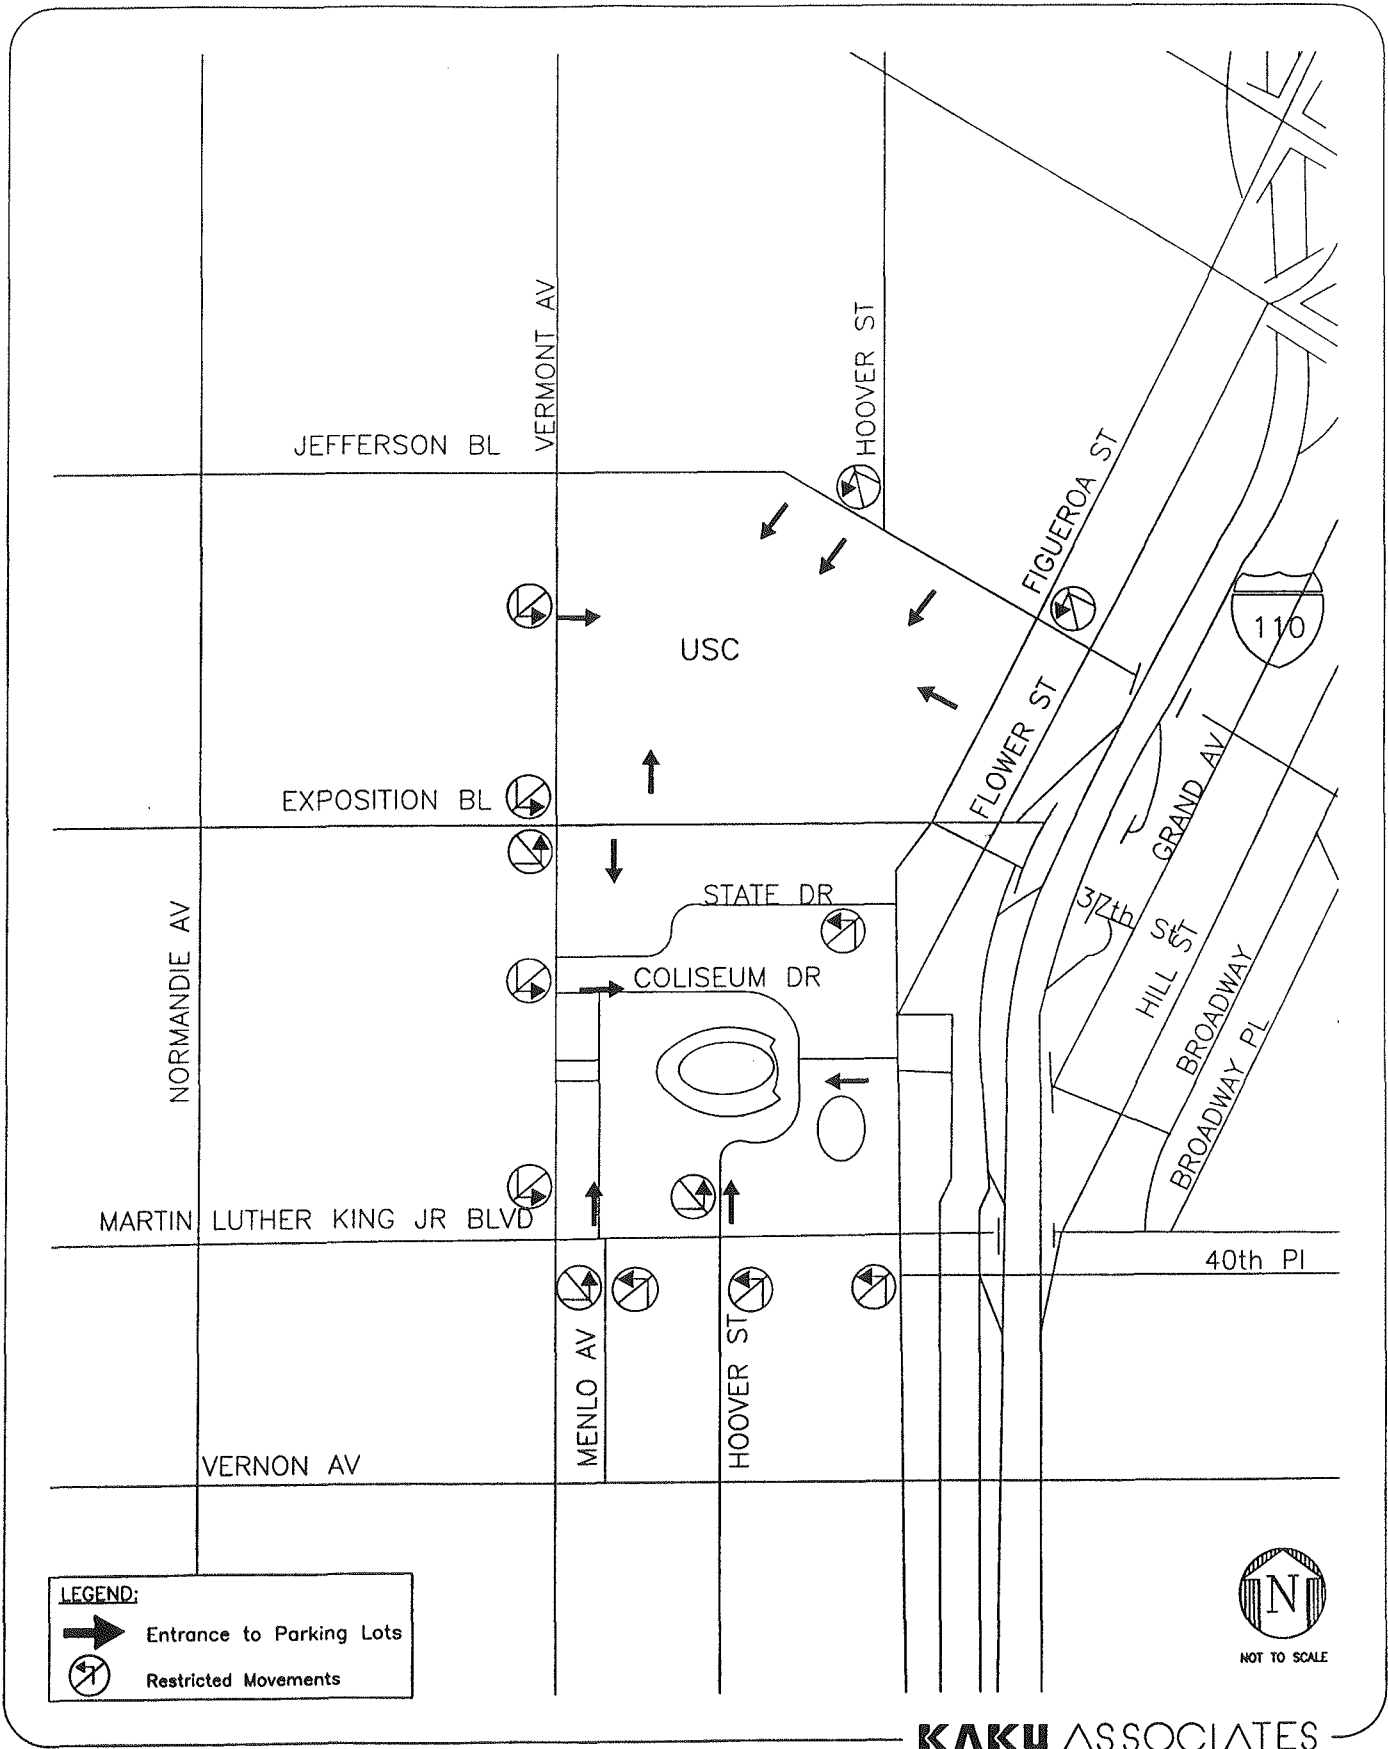 VERMONT AV
HOOVER ST
JEFFERSON BL
FIGUEROA ST
110
USC
FLOWER ST
EXPOSITION BL
GRAND AV
STATE DR
37th St
HILL ST
NORMANDIE AV
COLISEUM DR
BROADWAY
BROADWAY PL
MARTIN LUTHER KING JR BLVD
40th Pl
MENLO AV
HOOVER ST
VERNON AV
LEGEND:
Entrance to Parking Lots
Restricted Movements
N
NOT TO SCALE
KAKU ASSOCIATES